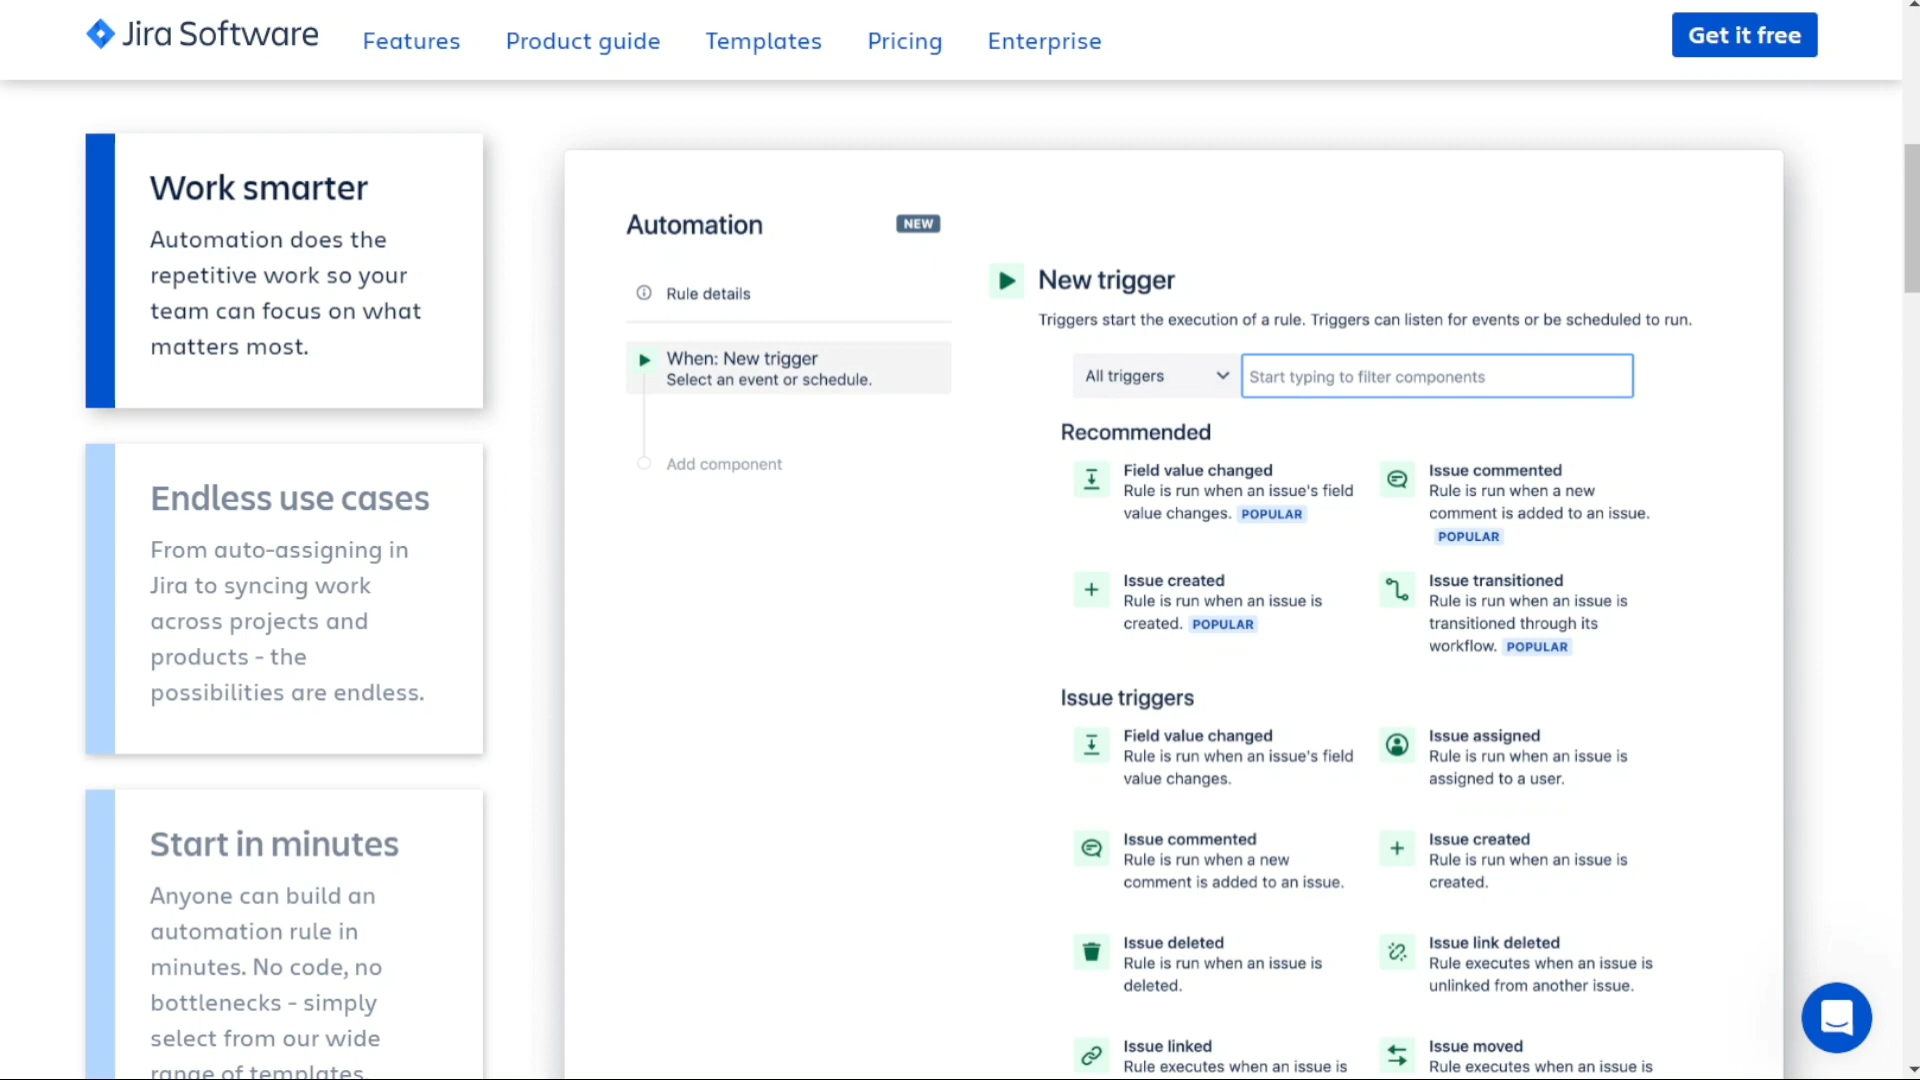 Jira Software
Features
Product guide
Templates
Pricing
Enterprise
Get it free
Work smarter
Automation does the
repetitive work so your
team can focus on what
matters most.
Endless use cases
From auto-assigning in
Jira to syncing work
across projects and
products - the
possibilities are endless.
Start in minutes
Anyone can build an
automation rule in
minutes. No code, no
bottlenecks - simply
select from our wide
range of templates.
Automation
NEW
Rule details
When: New trigger
Select an event or schedule.
Add component
New trigger
Triggers start the execution of a rule. Triggers can listen for events or be scheduled to run.
All triggers
Start typing to filter components
Recommended
Field value changed
Rule is run when an issue's field
value changes. POPULAR
Issue commented
Rule is run when a new
comment is added to an issue.
POPULAR
Issue created
Rule is run when an issue is
created. POPULAR
Issue transitioned
Rule is run when an issue is
transitioned through its
workflow. POPULAR
Issue triggers
Field value changed
Rule is run when an issue's field
value changes.
Issue assigned
Rule is run when an issue is
assigned to a user.
Issue commented
Rule is run when a new
comment is added to an issue.
Issue created
Rule is run when an issue is
created.
Issue deleted
Rule is run when an issue is
deleted.
Issue link deleted
Rule executes when an issue is
unlinked from another issue.
Issue linked
Rule executes when an issue is
Issue moved
Rule executes when an issue is